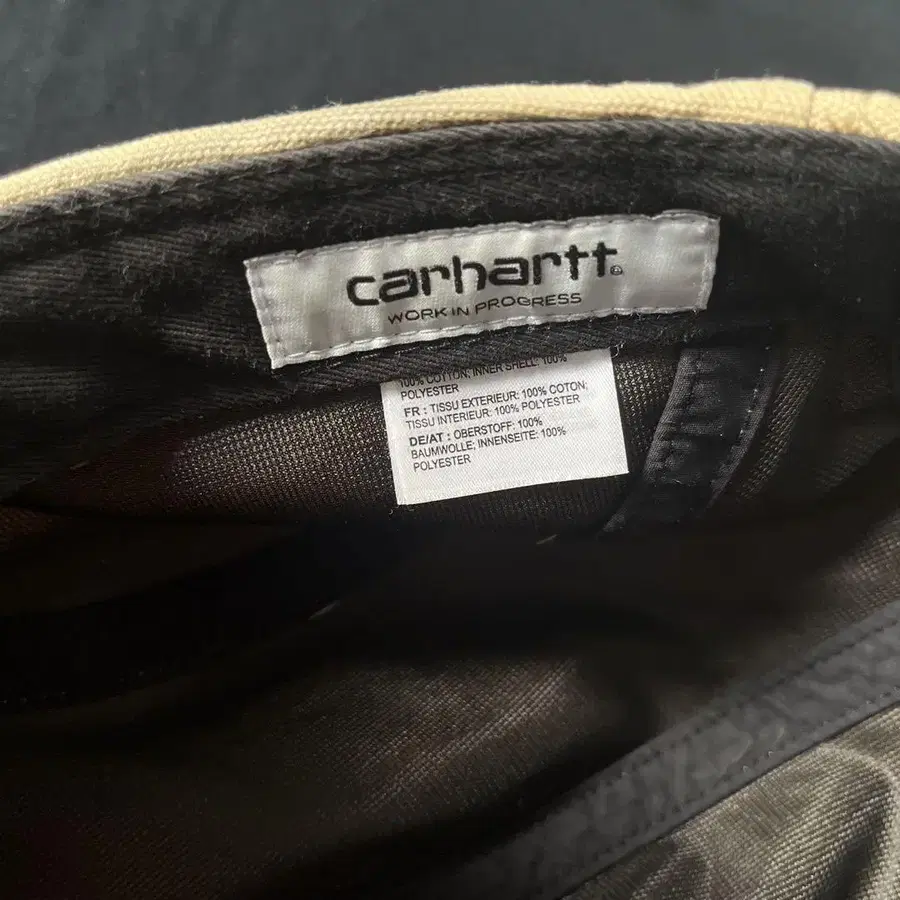 carhartt®
WORK IN PROGRESS
100% COTTON; INNER SHELL: 100%
POLYESTER
FR : TISSU EXTERIEUR: 100% COTON;
TISSU INTERIEUR: 100% POLYESTER
DE/AT : OBERSTOFF: 100%
BAUMWOLLE; INNENSEITE: 100%
POLYESTER